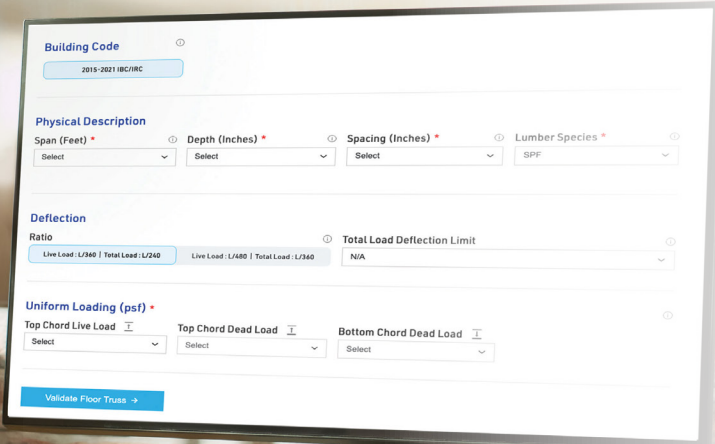 Building Code
2015-2021 IBC/IRC
Physical Description
Span (Feet) * Depth (Inches) * Spacing (Inches) * Lumber Species *
Select Select Select SPF
Deflection
Ratio Total Load Deflection Limit
Live Load : L/360 | Total Load : L/240 Live Load : L/480 | Total Load : L/360 N/A
Uniform Loading (psf) *
Top Chord Live Load Top Chord Dead Load Bottom Chord Dead Load
Select Select Select
Validate Floor Truss →